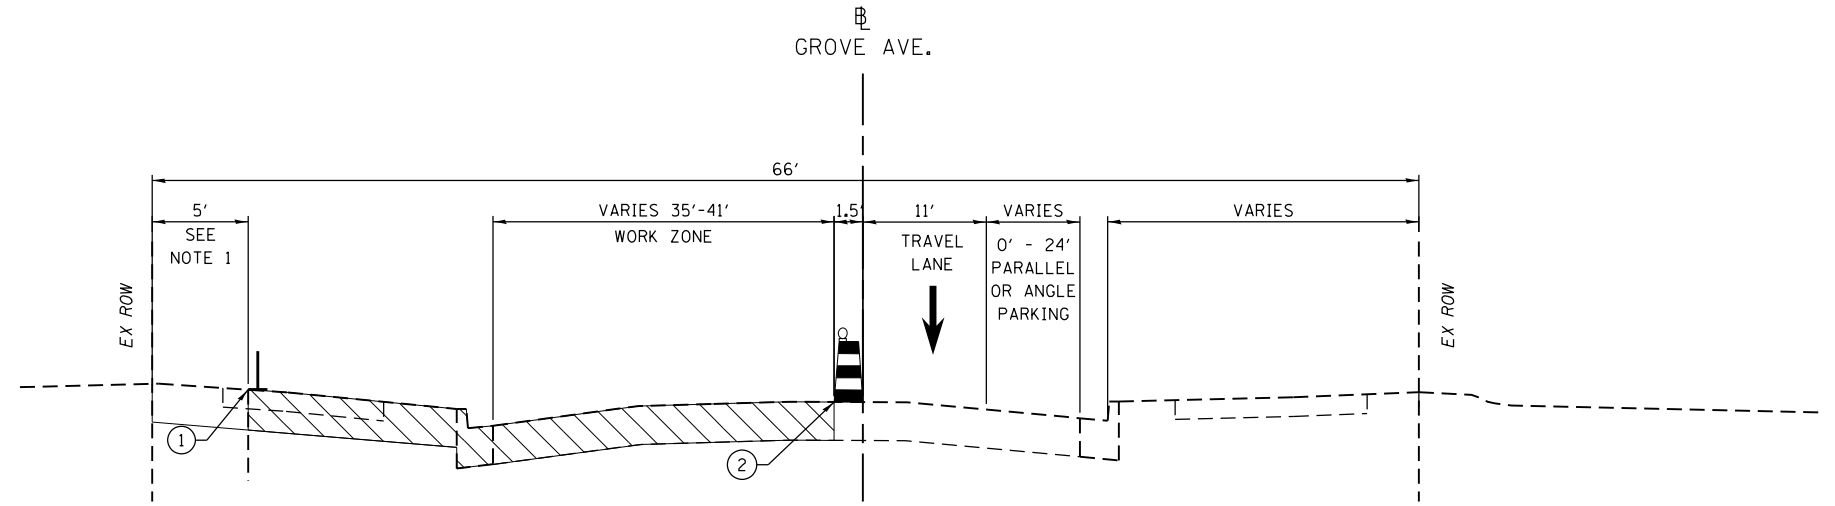 BL
GROVE AVE.
66'
5'
SEE
NOTE 1
VARIES 35'-41'
WORK ZONE
1.5'
11'
TRAVEL
LANE
VARIES
0' - 24'
PARALLEL
OR ANGLE
PARKING
VARIES
EX ROW
EX ROW
1
2